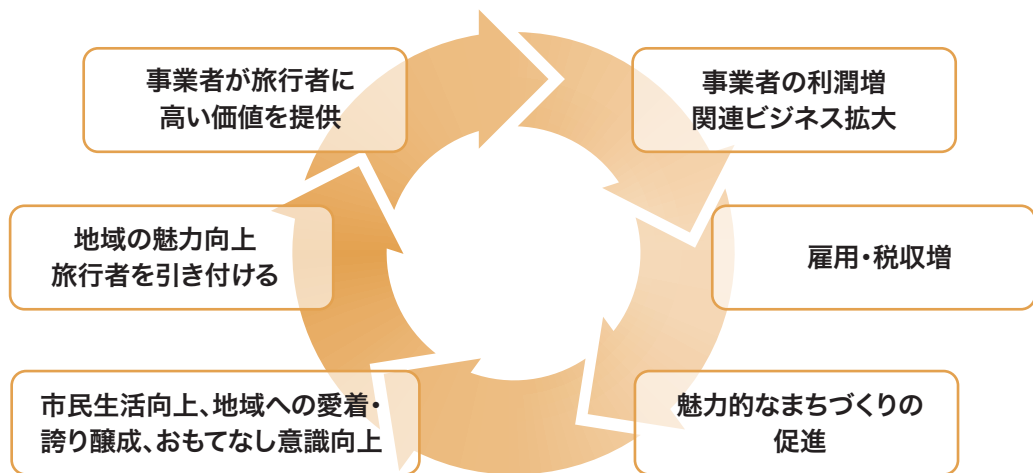 事業者が旅行者に
高い価値を提供
事業者の利潤増
関連ビジネス拡大
雇用・税収増
魅力的なまちづくりの
促進
市民生活向上、地域への愛着・
誇り醸成、おもてなし意識向上
地域の魅力向上
旅行者を引き付ける